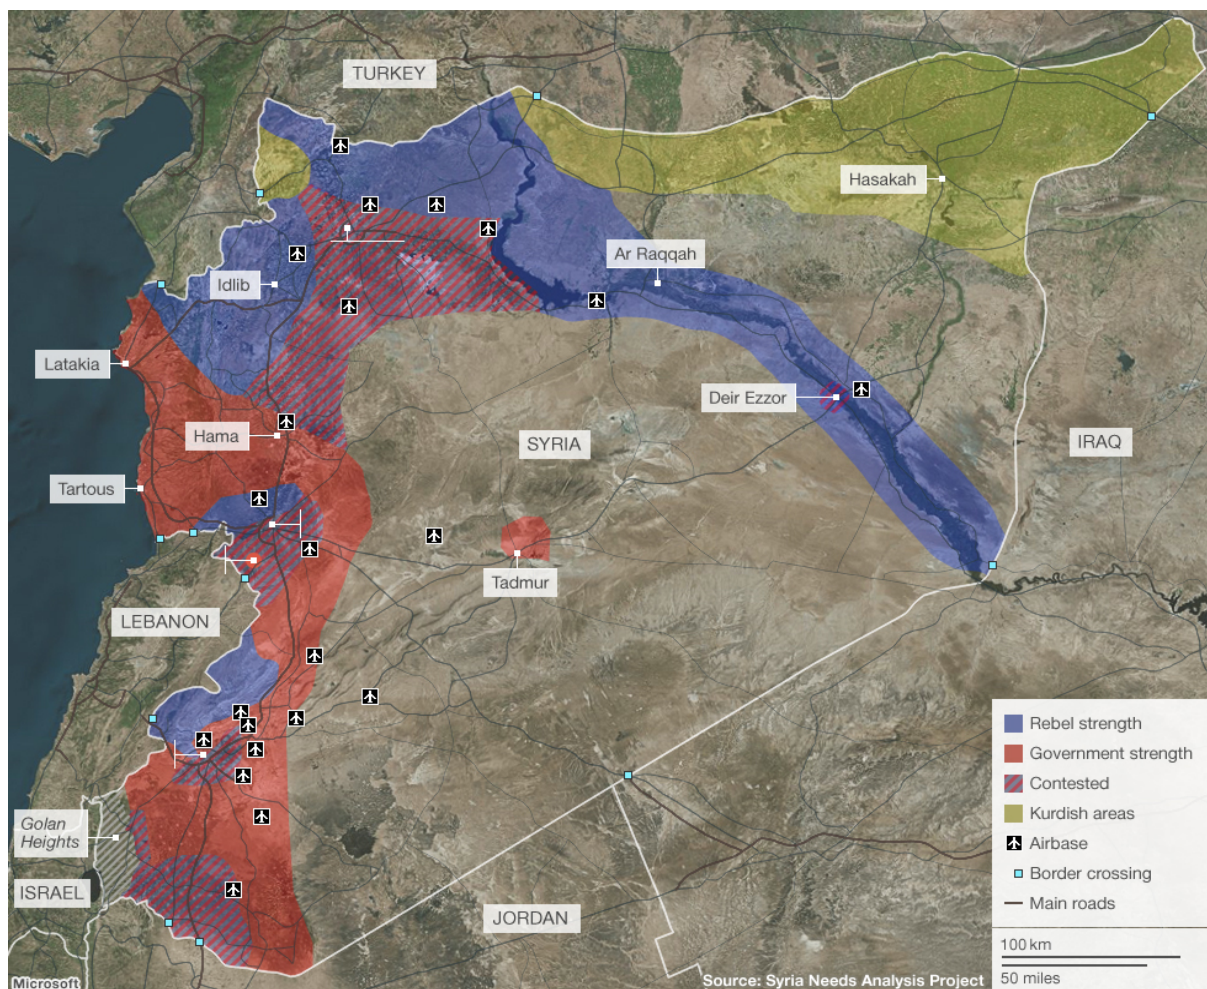 TURKEY
Hasakah
Ar Raqqah
Idlib
Latakia
Deir Ezzor
Hama
SYRIA
IRAQ
Tartous
Tadmur
LEBANON
Golan
Heights
ISRAEL
JORDAN
Rebel strength
Government strength
Contested
Kurdish areas
Airbase
Border crossing
Main roads
100 km
50 miles
Microsoft
Source: Syria Needs Analysis Project